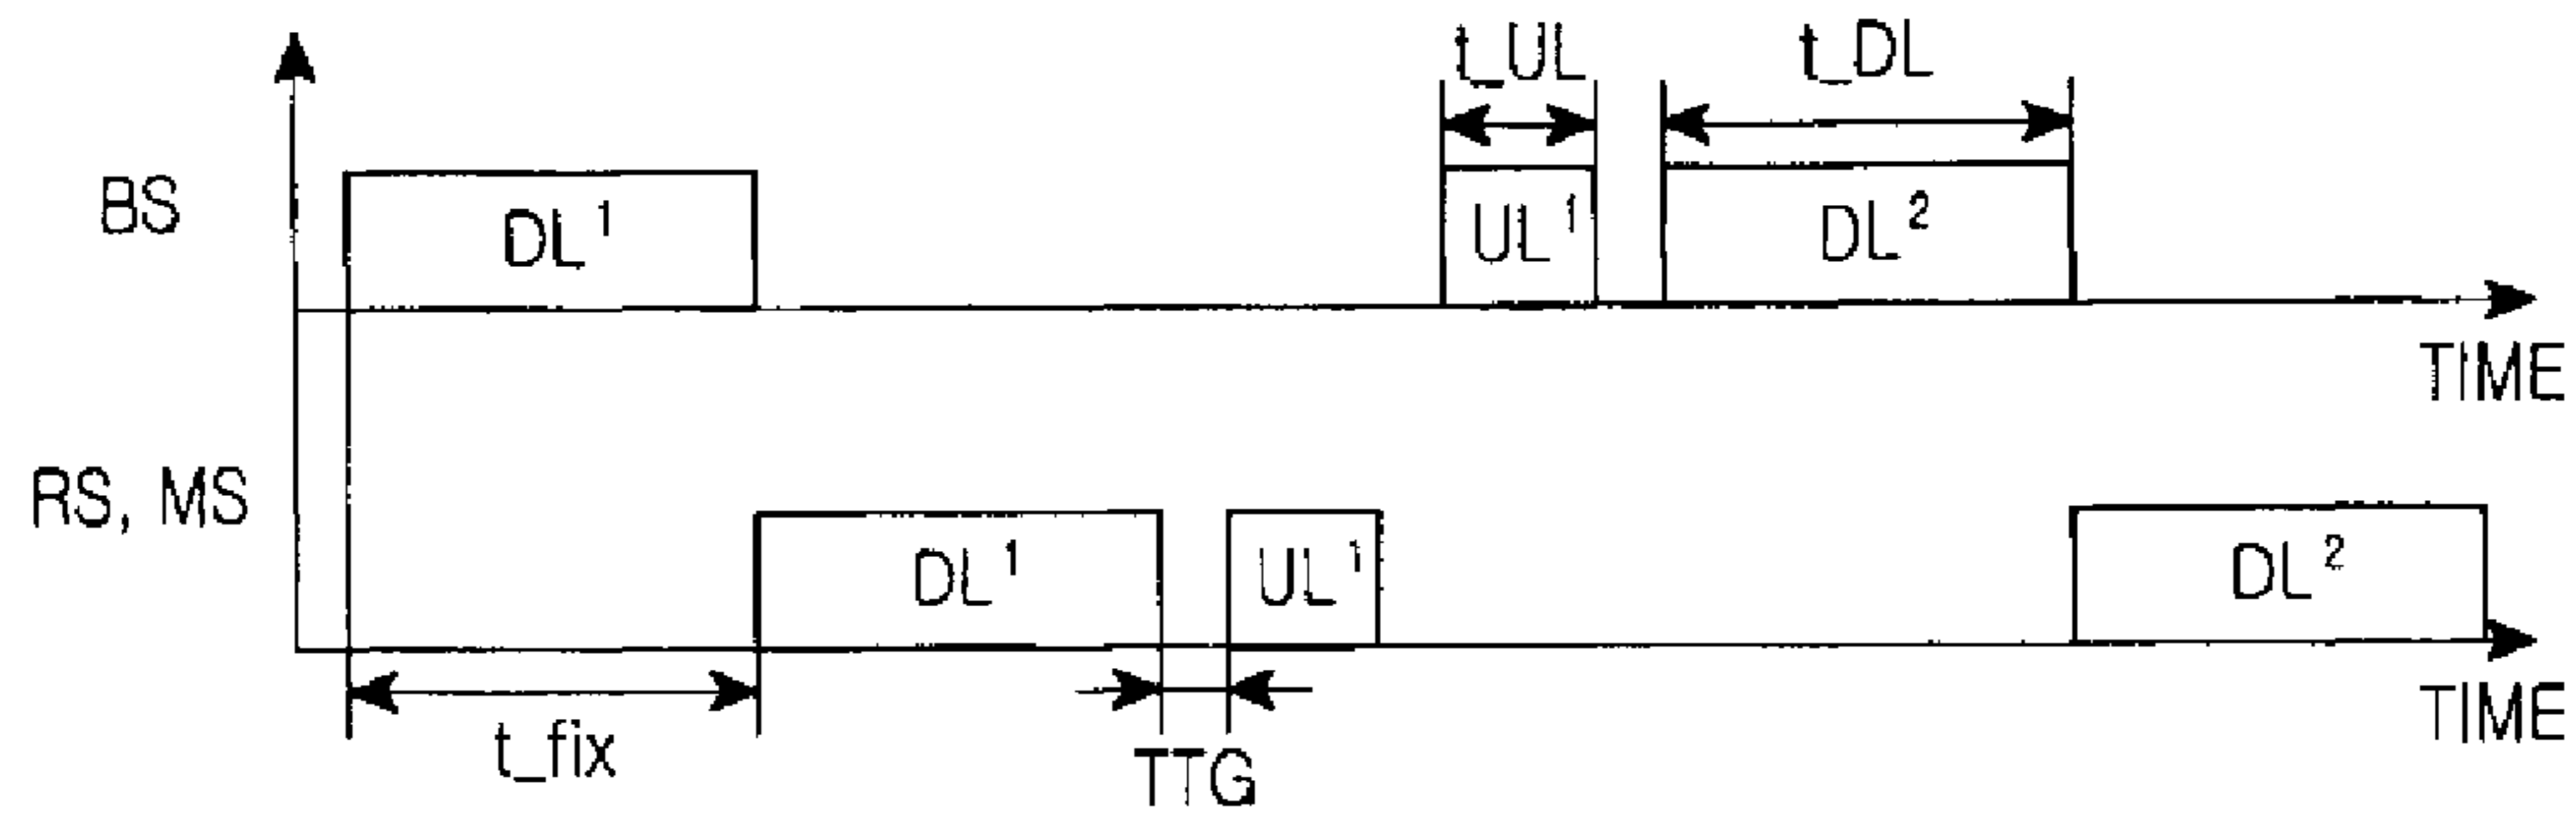 t_UL t_DL
BS DL¹ UL¹ DL²
TIME
RS, MS DL¹ UL¹ DL²
TIME
t_fix TTG